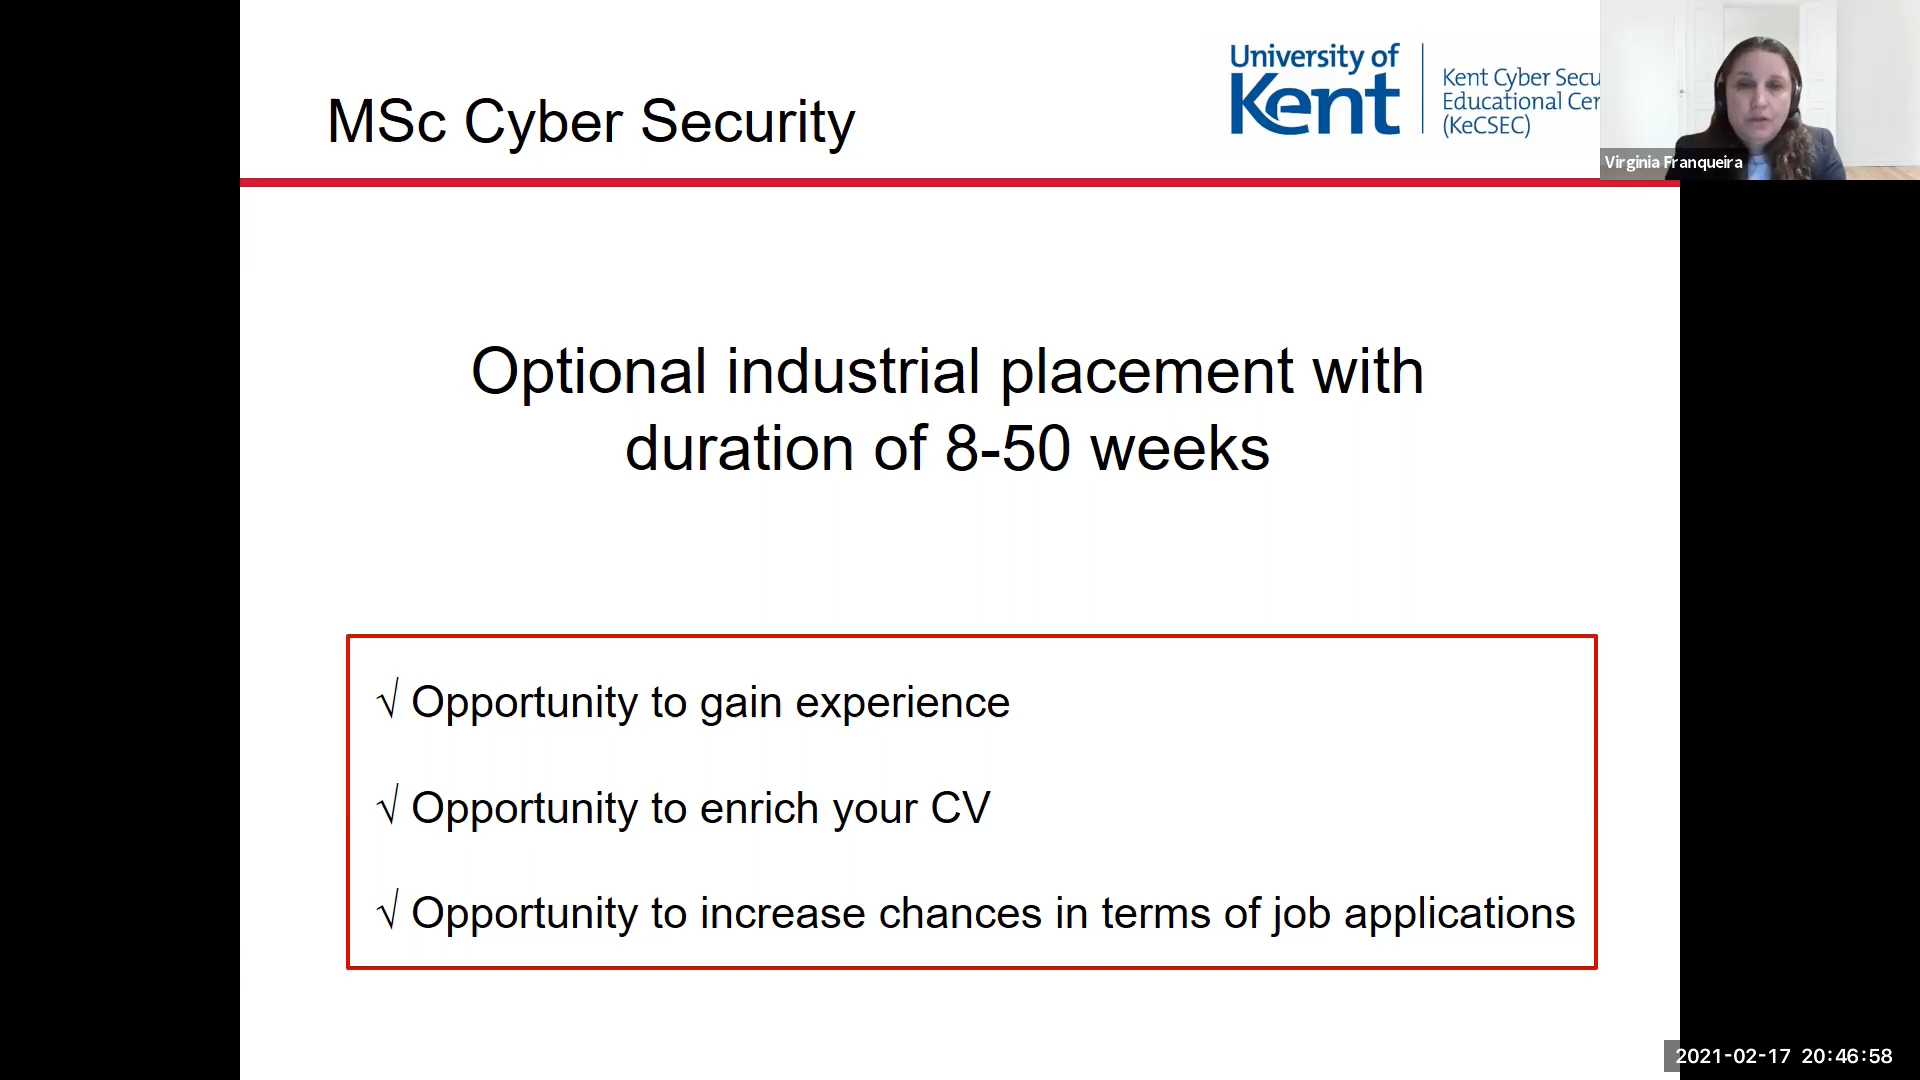 MSc Cyber Security
University of
Kent
Kent Cyber Secu
Educational Cen
(KeCSEC)
Virginia Franqueira
Optional industrial placement with
duration of 8-50 weeks
√ Opportunity to gain experience
√ Opportunity to enrich your CV
√ Opportunity to increase chances in terms of job applications
2021-02-17 20:46:58